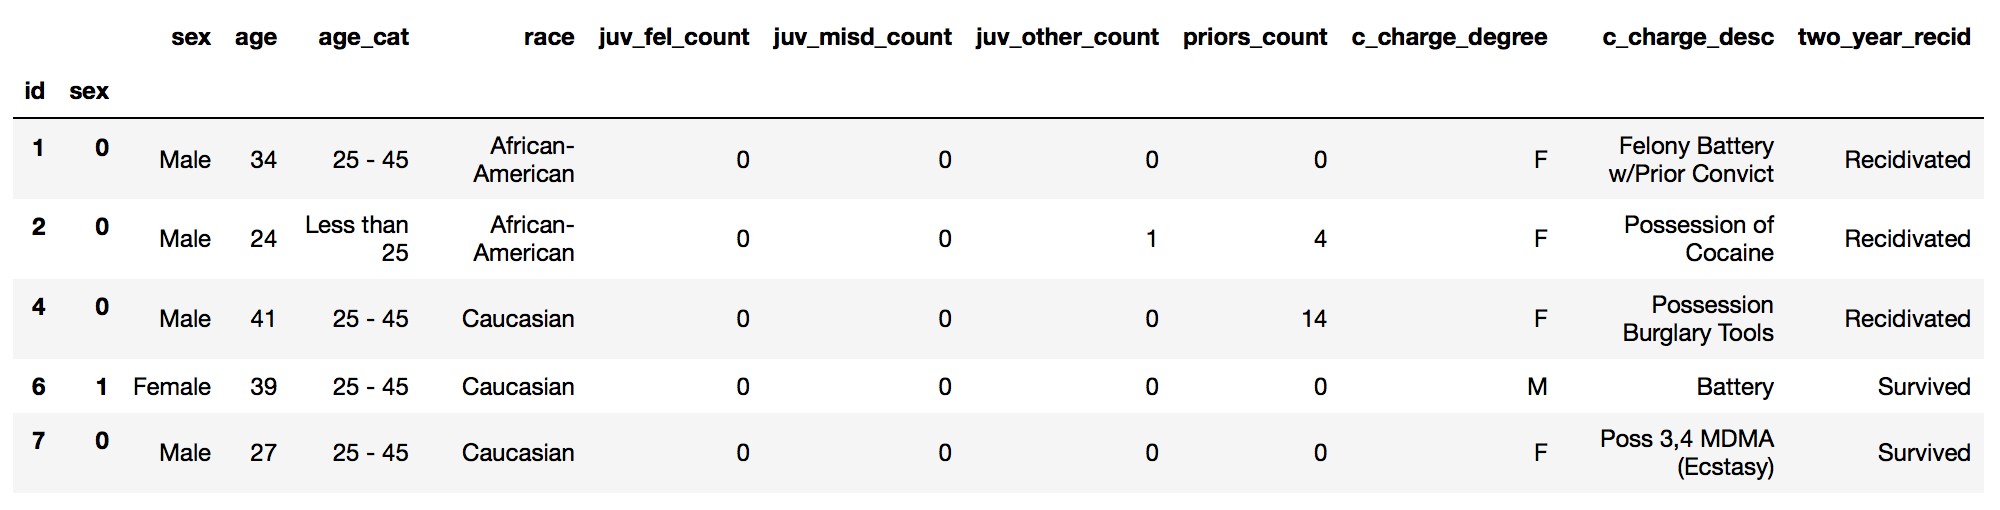 sex age age_cat race juv_fel_count juv_misd_count juv_other_count priors_count c_charge_degree c_charge_desc two_year_recid
id sex
1 0 Male 34 25 - 45 African-American 0 0 0 0 F Felony Battery w/Prior Convict Recidivated
2 0 Male 24 Less than 25 African-American 0 0 1 4 F Possession of Cocaine Recidivated
4 0 Male 41 25 - 45 Caucasian 0 0 0 14 F Possession Burglary Tools Recidivated
6 1 Female 39 25 - 45 Caucasian 0 0 0 0 M Battery Survived
7 0 Male 27 25 - 45 Caucasian 0 0 0 0 F Poss 3,4 MDMA (Ecstasy) Survived